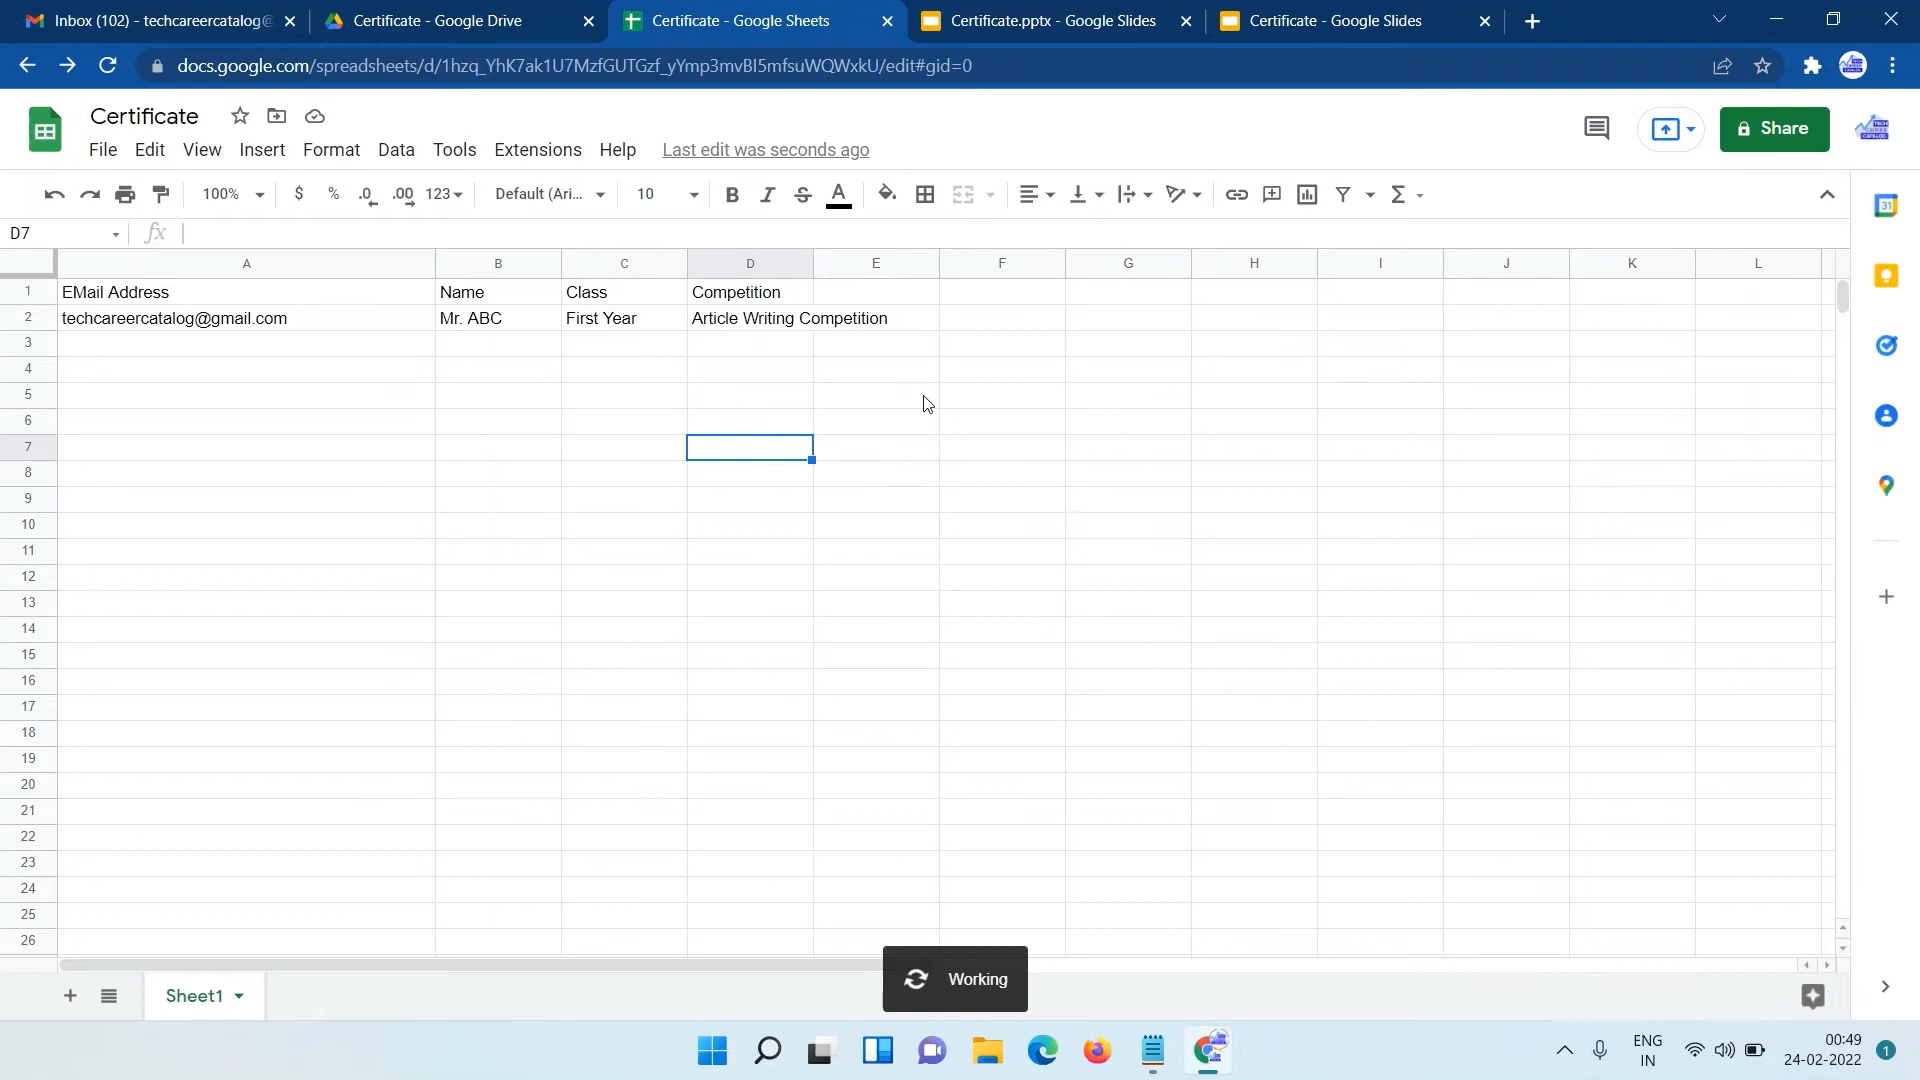 Inbox (102) - techcareercatalog@
Certificate - Google Drive
Certificate - Google Sheets
Certificate.pptx - Google Slides
Certificate - Google Slides
docs.google.com/spreadsheets/d/1hzq_YhK7ak1U7MzfGUTGzf_yYmp3mvBI5mfsuWQWxkU/edit#gid=0
Certificate
File Edit View Insert Format Data Tools Extensions Help Last edit was seconds ago
Share
100% $ % .0 .00 123 Default (Ari... 10 B I S A Σ
31
D7 fx
A B C D E F G H I J K L
1 EMail Address Name Class Competition
2 techcareercatalog@gmail.com Mr. ABC First Year Article Writing Competition
3
4
5
6
7
8
9
10
11
12
13
14
15
16
17
18
19
20
21
22
23
24
25
26
Working
Sheet1
ENG
IN
00:49
24-02-2022
1